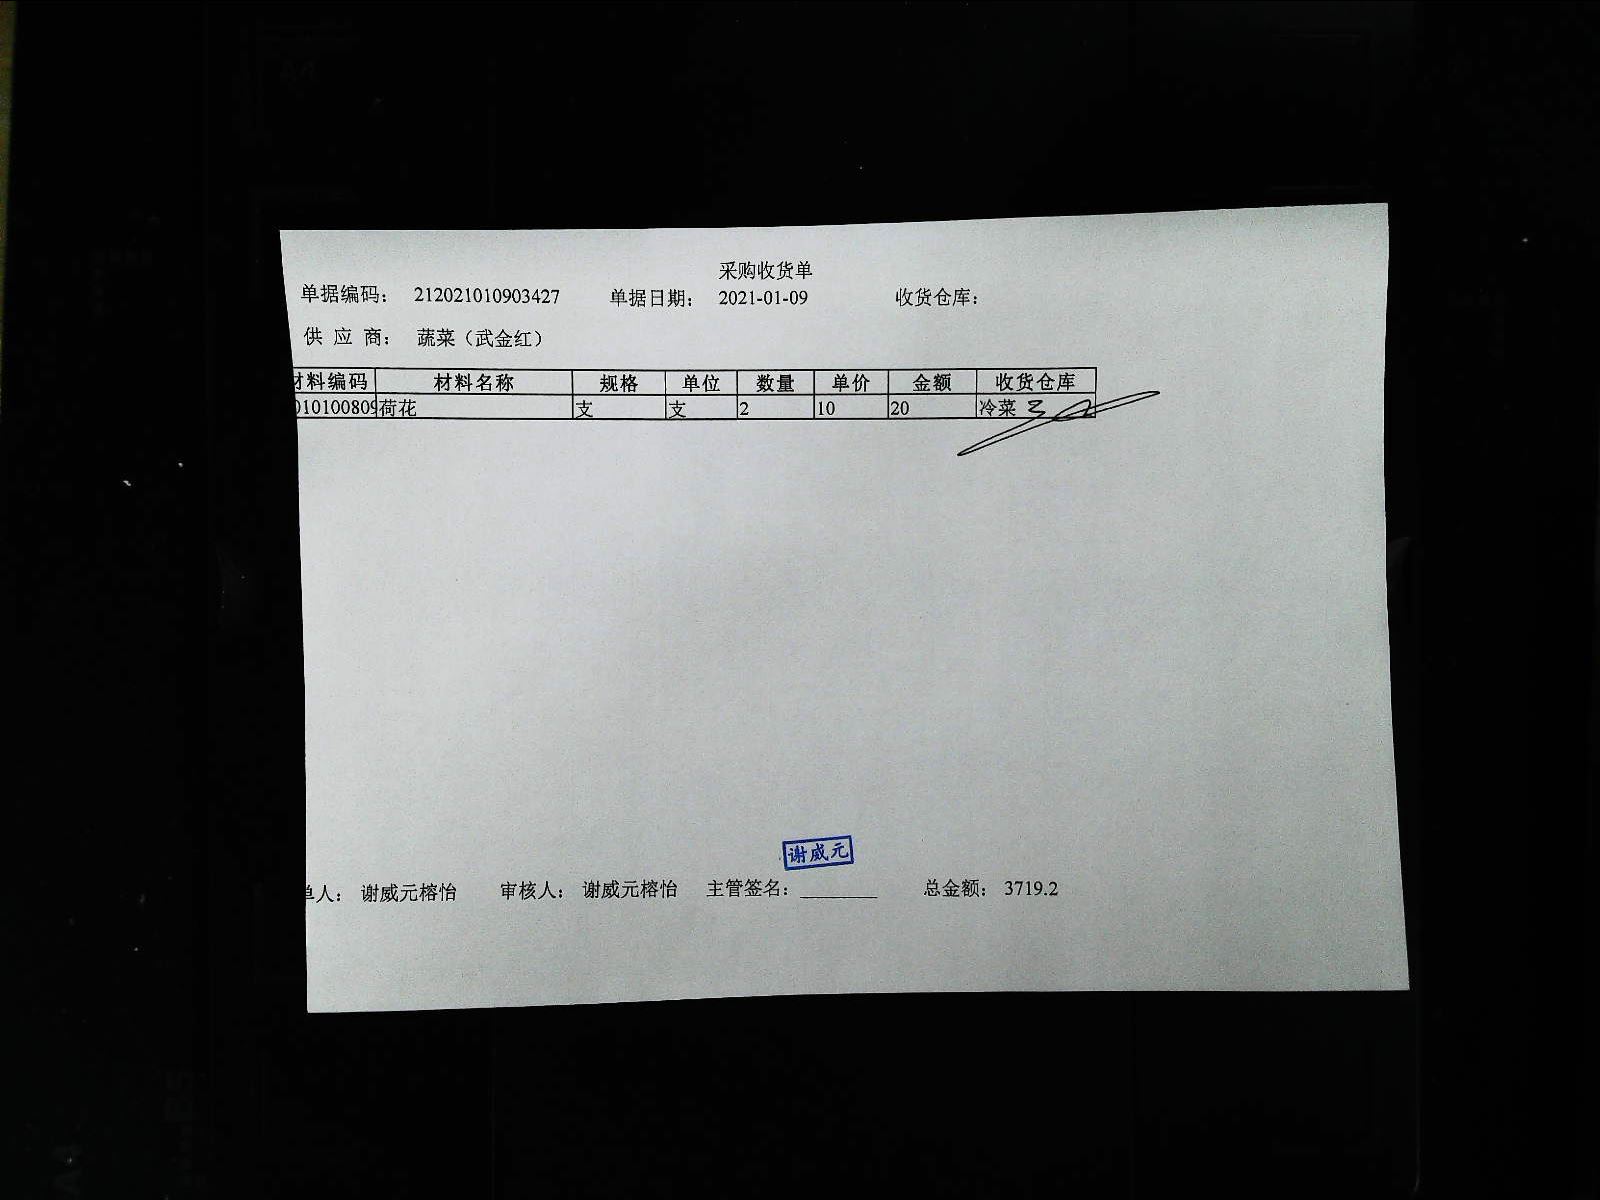 采购收货单
单据编码： 212021010903427 单据日期： 2021-01-09 收货仓库：
供 应 商： 蔬菜（武金红）
材料编码 材料名称 规格 单位 数量 单价 金额 收货仓库
010100809 荷花 支 支 2 10 20 冷菜
谢威元
单人： 谢威元榕怡 审核人： 谢威元榕怡 主管签名：________ 总金额： 3719.2